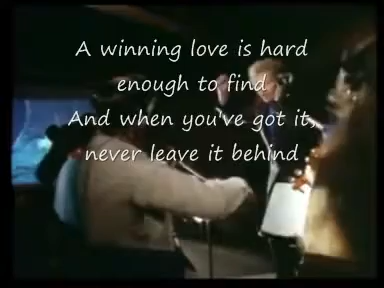 A winning love is hard
enough to find
And when you've got it,
never leave it behind